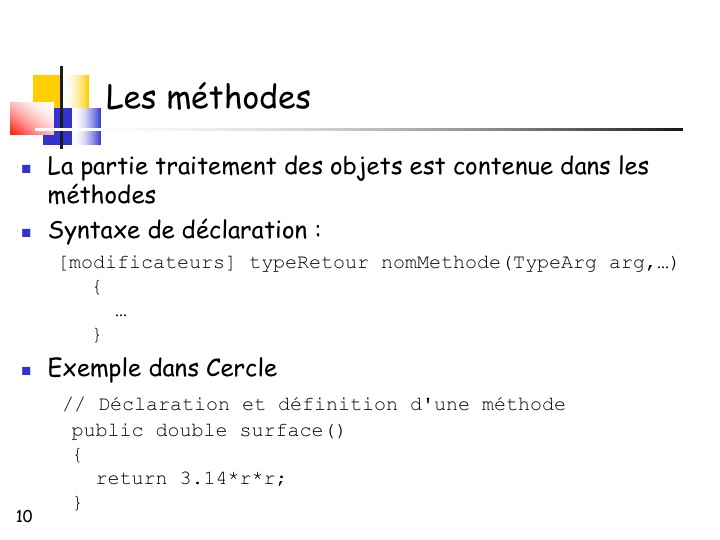 Les méthodes
La partie traitement des objets est contenue dans les
méthodes
Syntaxe de déclaration :
[modificateurs] typeRetour nomMethode(TypeArg arg,…)
{
…
}
Exemple dans Cercle
// Déclaration et définition d'une méthode
public double surface()
{
return 3.14*r*r;
}
10